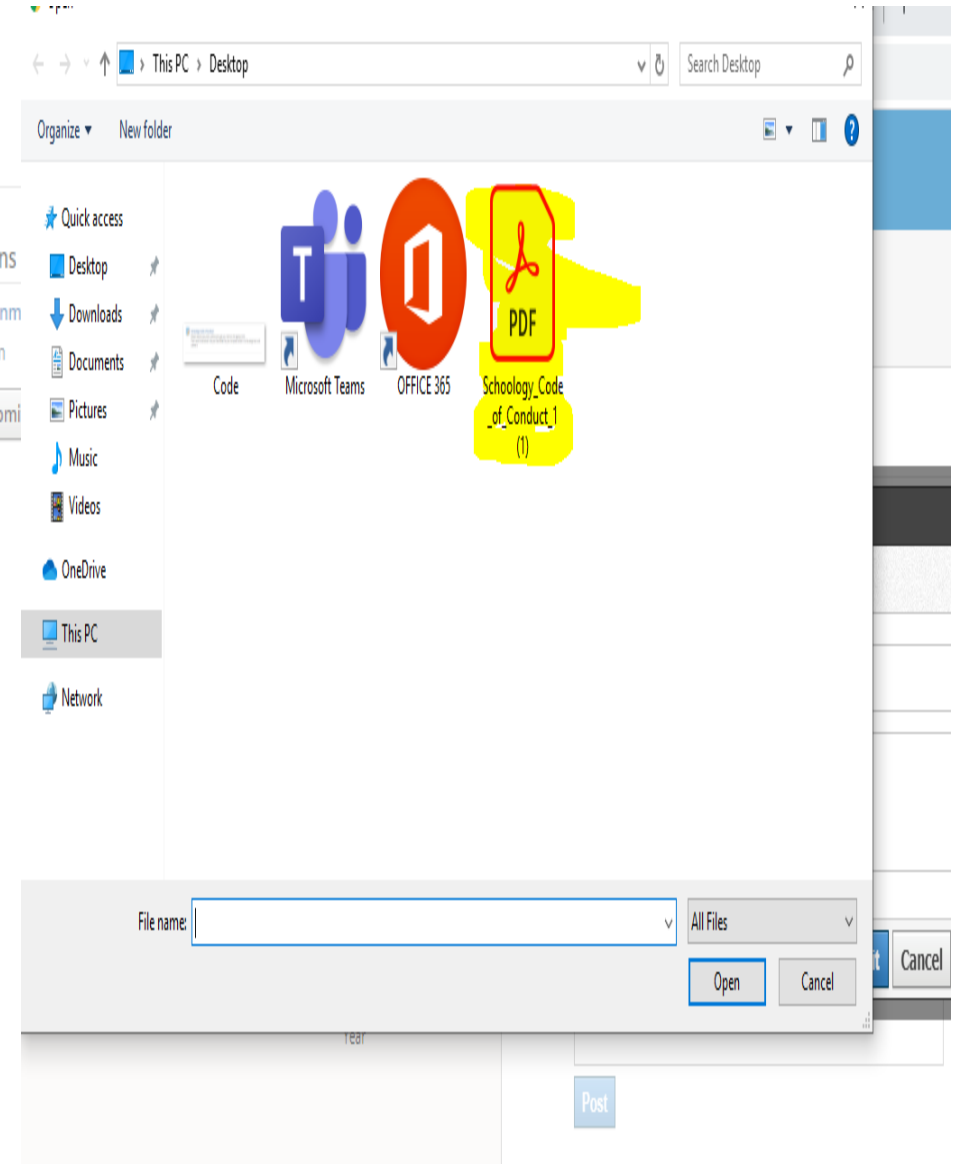 This PC > Desktop
Search Desktop
Organize
New folder
?
Quick access
Desktop
Downloads
Documents
Pictures
Music
Videos
OneDrive
This PC
Network
T
PDF
Code
Microsoft Teams
OFFICE 365
Schoology_Code
_of_Conduct_1
(1)
File name:
All Files
Open
Cancel
Cancel
Post